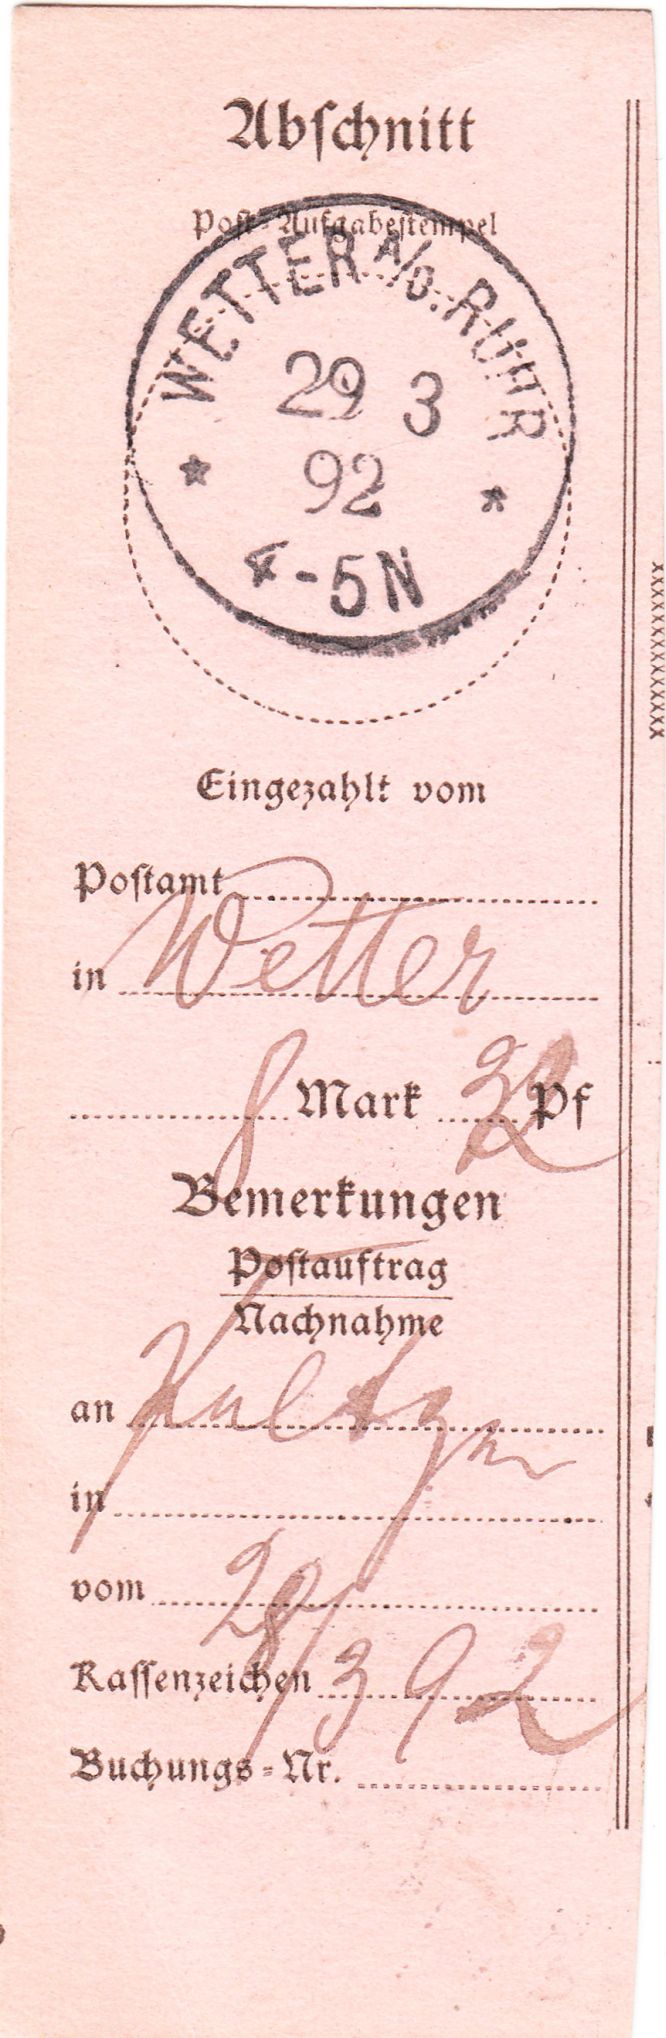 Abschnitt
Post-Aufgabestempel
WETTER A/D. RUHR
29 3
92
4-5N
Eingezahlt vom
Postamt
in Wetter
8 Mark 32 Pf
Bemerkungen
Postauftrag
Nachnahme
an
in
vom 28/3 92
Kassenzeichen
Buchungs-Nr.
xxxxxxxxxxxxxx